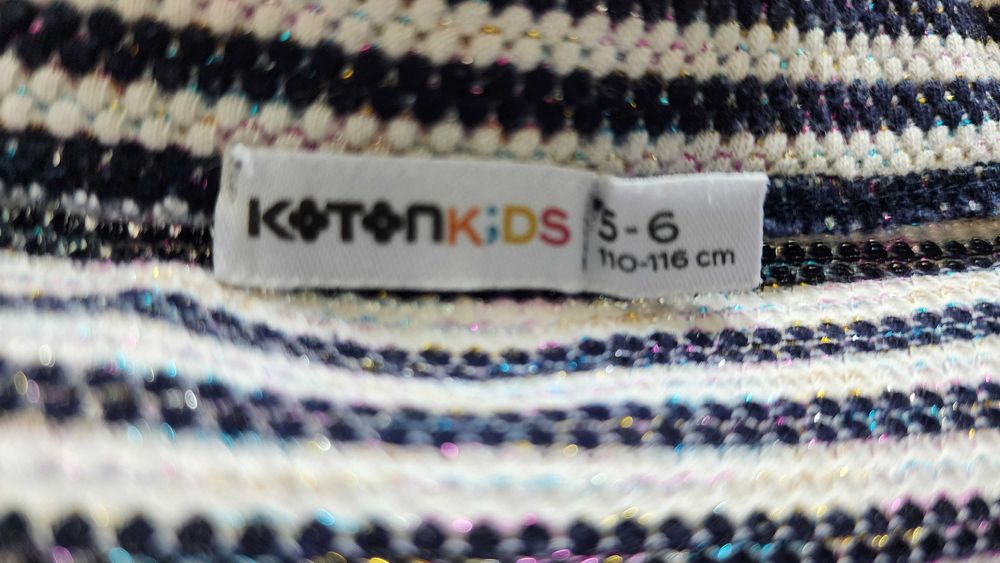 KOTONKiDS
5-6
110-116 cm